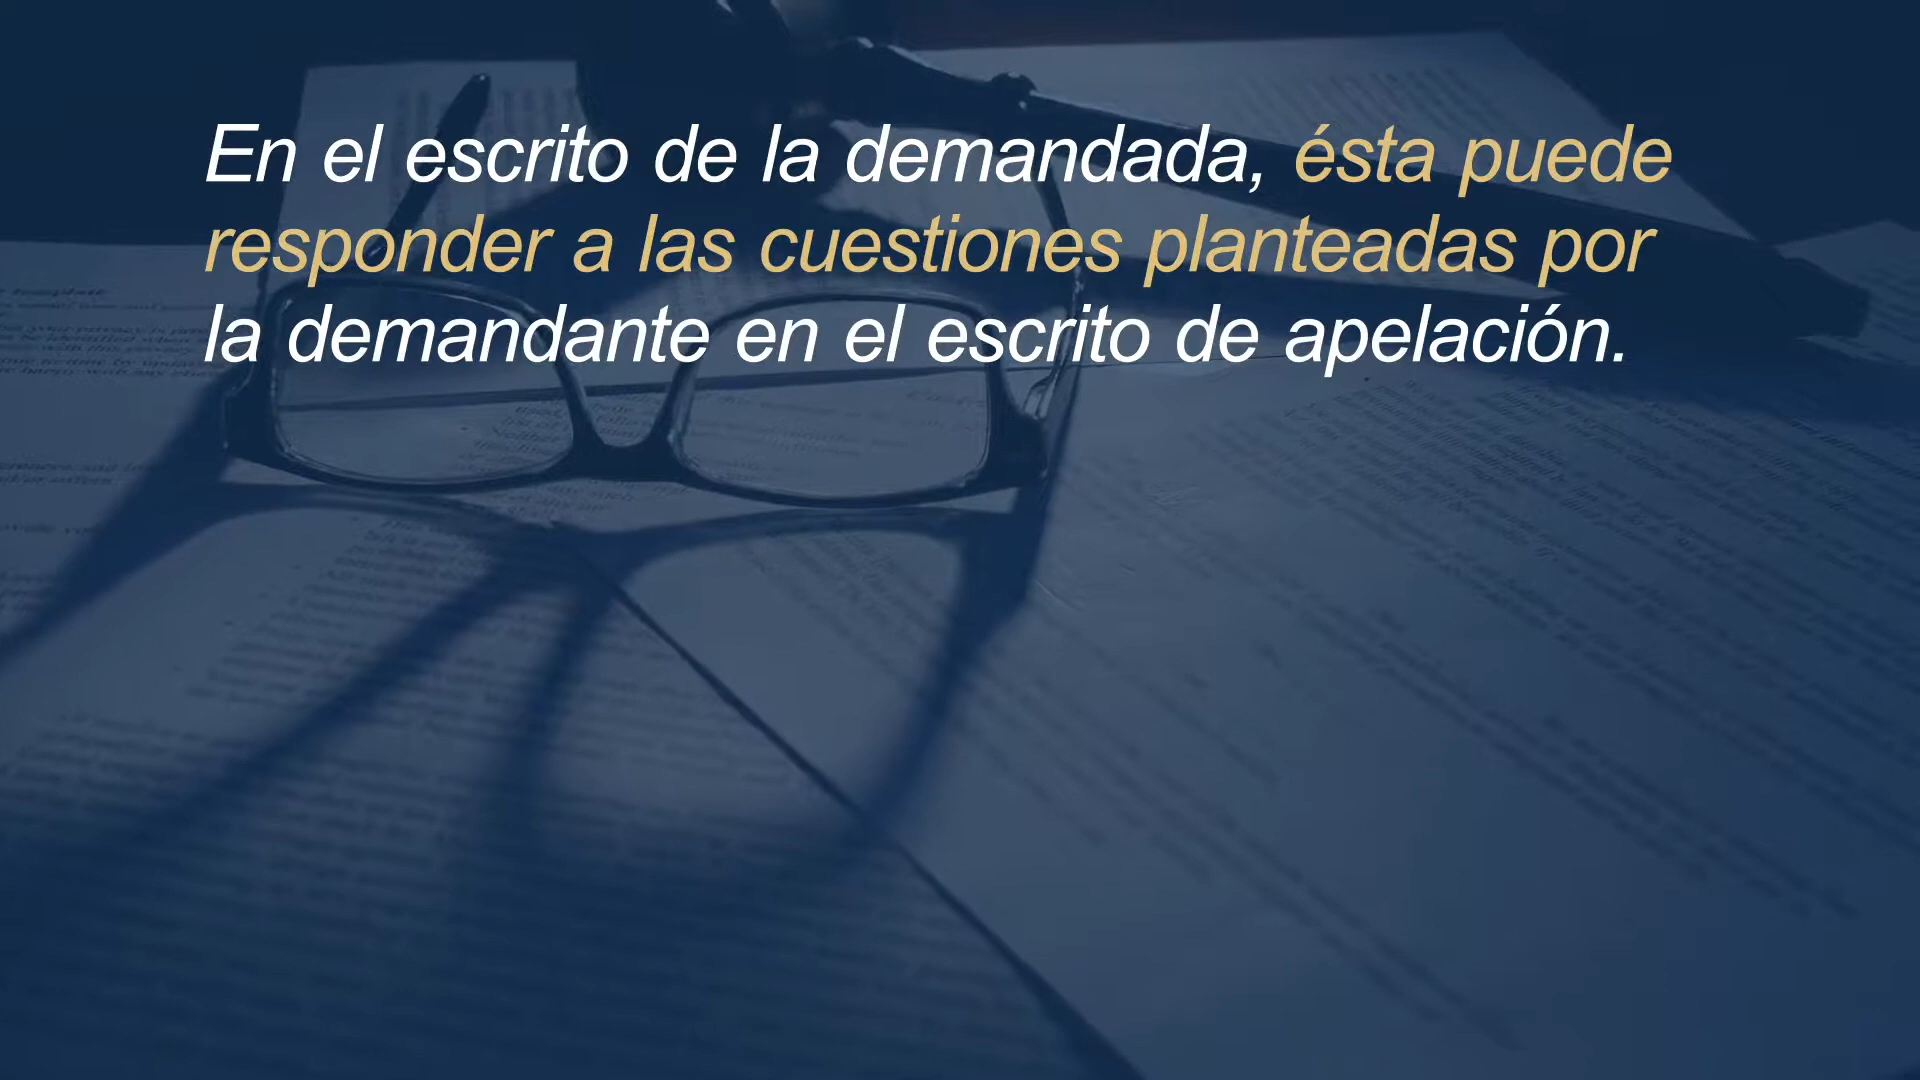 En el escrito de la demandada, ésta puede
responder a las cuestiones planteadas por
la demandante en el escrito de apelación.